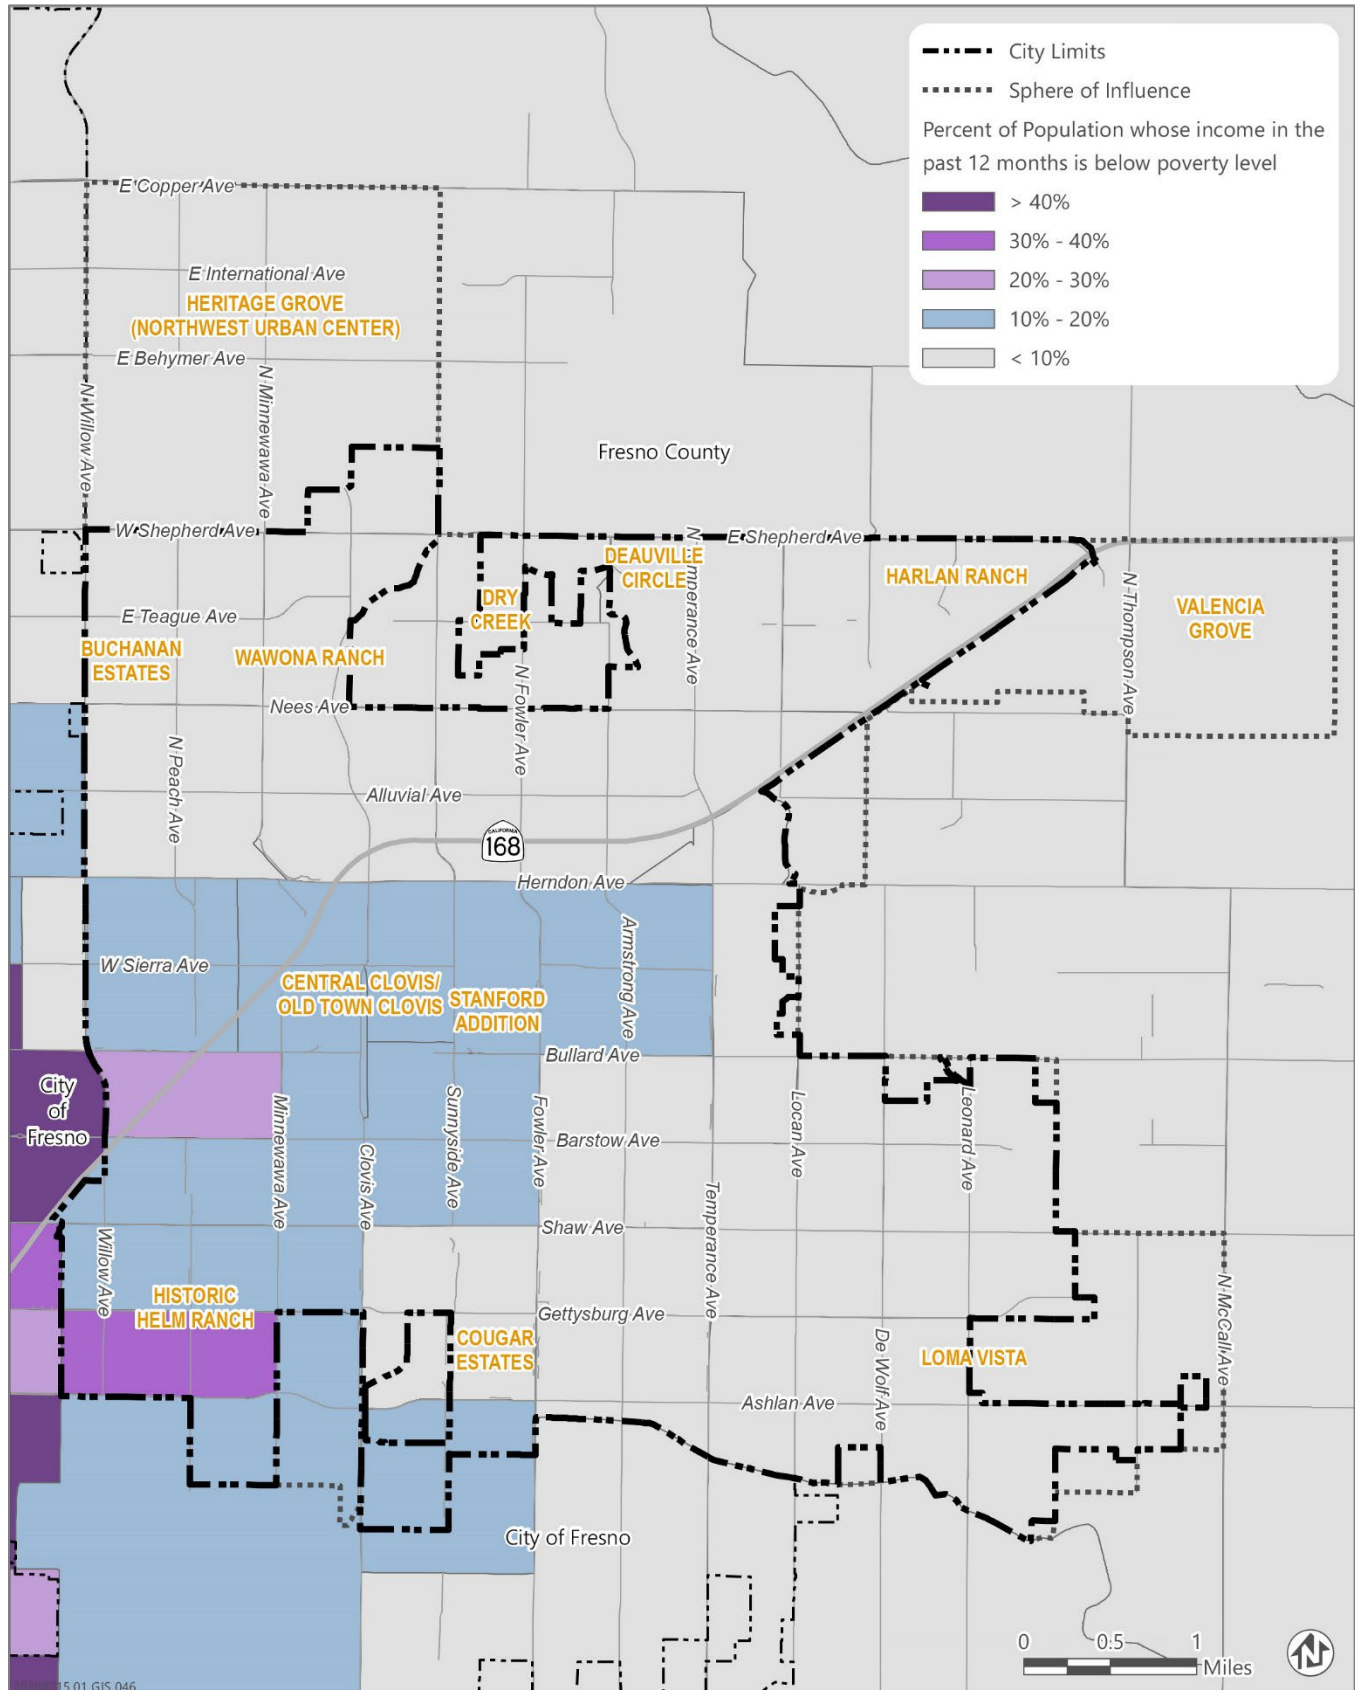 City Limits
Sphere of Influence
Percent of Population whose income in the
past 12 months is below poverty level
> 40%
30% - 40%
20% - 30%
10% - 20%
< 10%
E Copper Ave
E International Ave
HERITAGE GROVE
(NORTHWEST URBAN CENTER)
E Behymer Ave
N Willow Ave
N Minnewawa Ave
Fresno County
W Shepherd Ave
E Shepherd Ave
N Temperance Ave
DEAUVILLE
CIRCLE
HARLAN RANCH
N Thompson Ave
VALENCIA
GROVE
DRY
CREEK
E Teague Ave
BUCHANAN
ESTATES
WAWONA RANCH
Nees Ave
N Fowler Ave
N Peach Ave
Alluvial Ave
CALIFORNIA
168
Herndon Ave
Armstrong Ave
W Sierra Ave
CENTRAL CLOVIS/
OLD TOWN CLOVIS
STANFORD
ADDITION
Bullard Ave
City
of
Fresno
Minnewawa Ave
Clovis Ave
Sunnyside Ave
Fowler Ave
Barstow Ave
Locan Ave
Leonard Ave
Temperance Ave
Shaw Ave
Willow Ave
HISTORIC
HELM RANCH
Gettysburg Ave
COUGAR
ESTATES
De Wolf Ave
LOMA VISTA
N McCall Ave
Ashlan Ave
City of Fresno
0
0.5
1
Miles
N
15.01 GIS 046